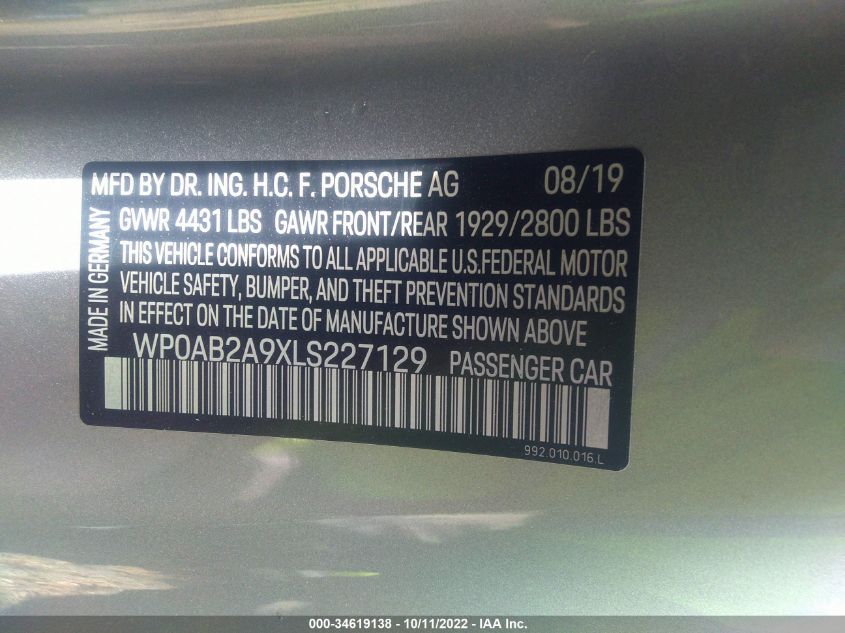 MFD BY DR. ING. H.C. F. PORSCHE AG 08/19
GVWR 4431 LBS GAWR FRONT/REAR 1929/2800 LBS
THIS VEHICLE CONFORMS TO ALL APPLICABLE U.S.FEDERAL MOTOR
VEHICLE SAFETY, BUMPER, AND THEFT PREVENTION STANDARDS
IN EFFECT ON THE DATE OF MANUFACTURE SHOWN ABOVE
MADE IN GERMANY
WP0AB2A9XLS227129 PASSENGER CAR
992.010.016.L
000-34619138 - 10/11/2022 - IAA Inc.